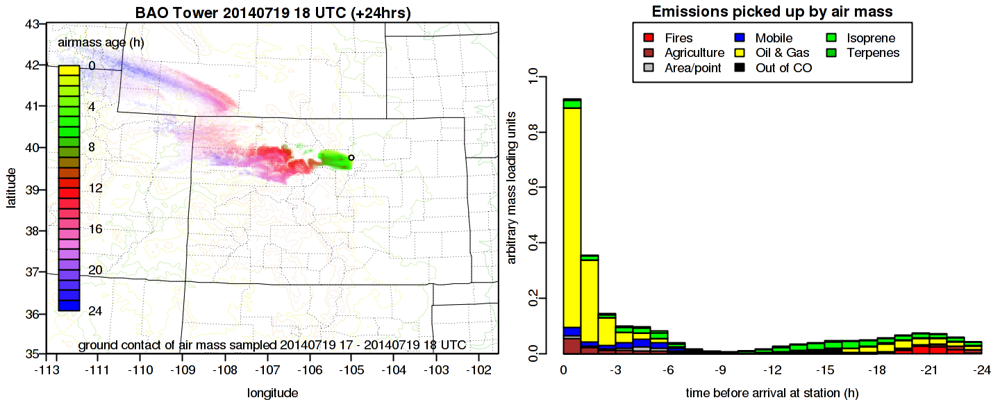 BAO Tower 20140719 18 UTC (+24hrs)
airmass age (h)
0
4
8
12
16
20
24
43
42
41
40
39
38
37
36
35
latitude
ground contact of air mass sampled 20140719 17 - 20140719 18 UTC
-113 -111 -110 -109 -108 -107 -106 -105 -104 -103 -102
longitude
Emissions picked up by air mass
Fires Mobile Isoprene
Agriculture Oil & Gas Terpenes
Area/point Out of CO
1.0
0.8
0.6
0.4
0.2
0.0
arbitrary mass loading units
0 -3 -6 -9 -12 -15 -18 -21 -24
time before arrival at station (h)